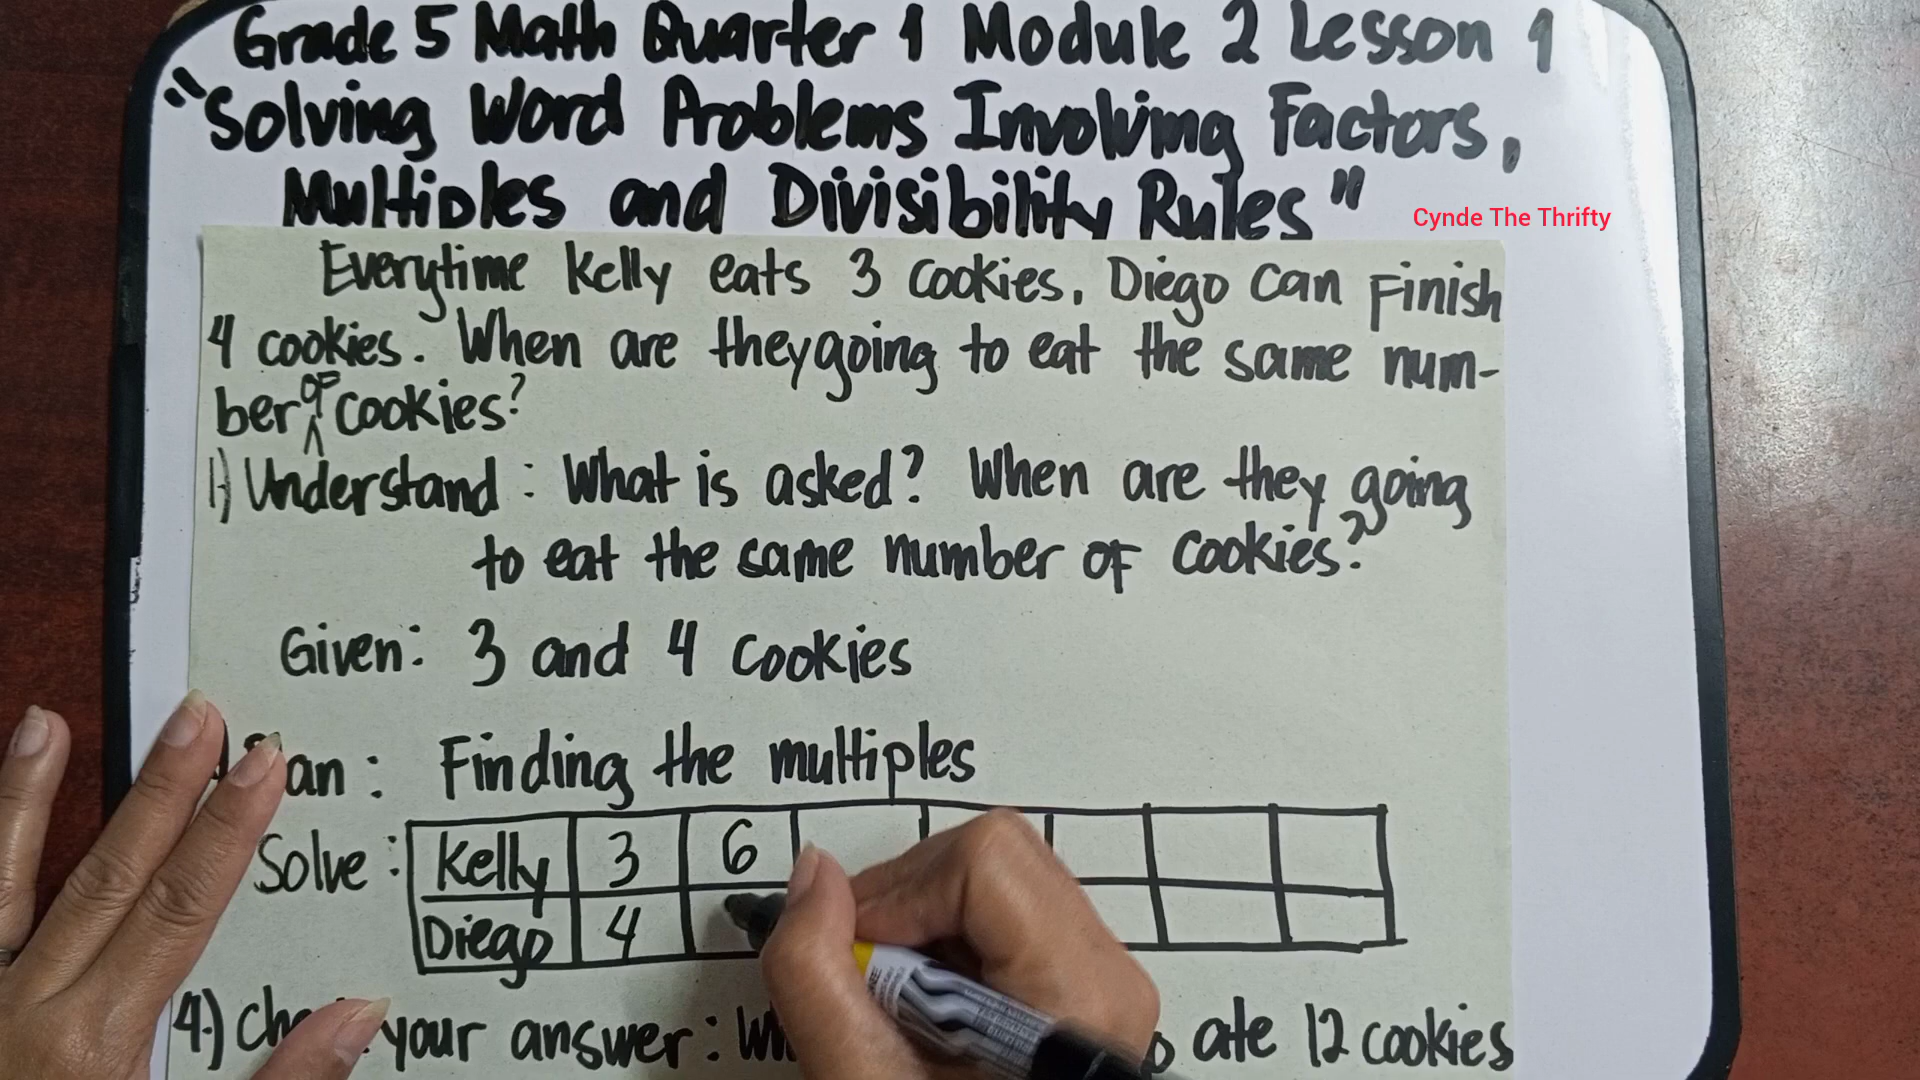 Grade 5 Math Quarter 1 Module 2 Lesson 1
"Solving Word Problems Involving Factors,
Multiples and Divisibility Rules"
Cynde The Thrifty
Everytime Kelly eats 3 cookies, Diego can Finish
4 cookies. When are they going to eat the same num-
ber of cookies?
1.) Understand : What is asked? When are they going
to eat the same number of cookies?
Given: 3 and 4 cookies
: Finding the multiples
Solve :
Kelly 3 6
Diego 4
4.) your answer : ate 12 cookies